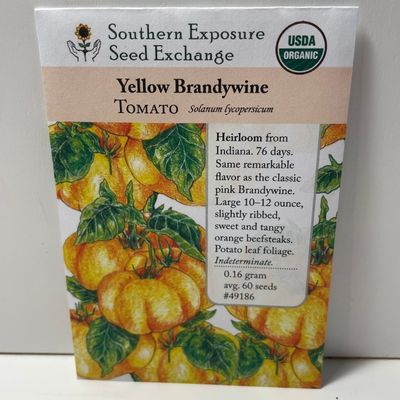 Southern Exposure
Seed Exchange
USDA
ORGANIC
Yellow Brandywine
TOMATO Solanum lycopersicum
Heirloom from
Indiana. 76 days.
Same remarkable
flavor as the classic
pink Brandywine.
Large 10–12 ounce,
slightly ribbed,
sweet and tangy
orange beefsteaks.
Potato leaf foliage.
Indeterminate.
0.16 gram
avg. 60 seeds
#49186